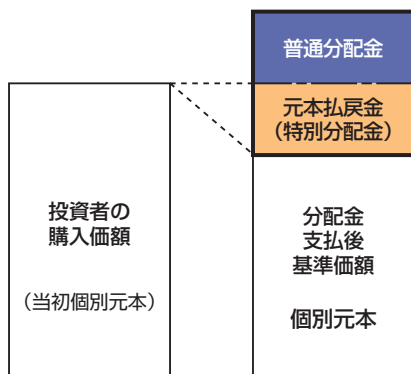 普通分配金
元本払戻金
（特別分配金）
投資者の
購入価額
（当初個別元本）
分配金
支払後
基準価額
個別元本